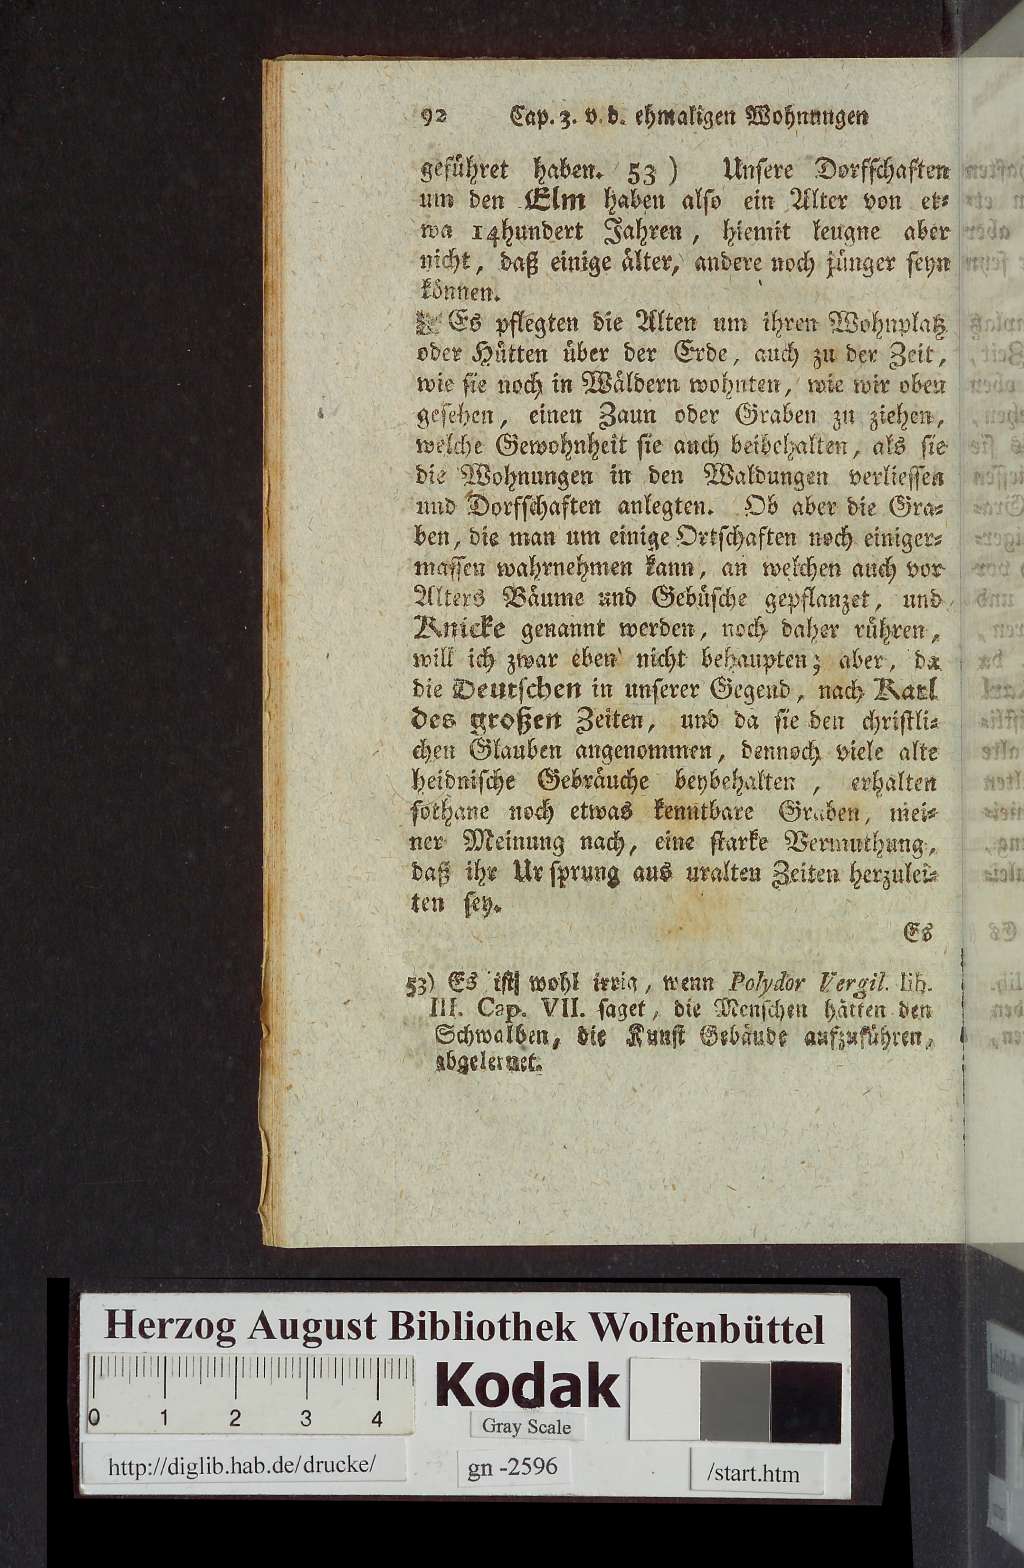 92 Cap. 3. v. d. ehmaligen Wohnungen
geführet haben. 53) Unsere Dorfschaften
um den Elm haben also ein Alter von et-
wa 14hundert Jahren, hiemit leugne aber
nicht, daß einige älter, andere noch jünger seyn
können.
Es pflegten die Alten um ihren Wohnplatz
oder Hütten über der Erde, auch zu der Zeit,
wie sie noch in Wäldern wohnten, wie wir oben
gesehen, einen Zaun oder Graben zu ziehen,
welche Gewohnheit sie auch beibehalten, als sie
die Wohnungen in den Waldungen verliessen
und Dorfschaften anlegten. Ob aber die Gra-
ben, die man um einige Ortschaften noch einiger-
massen wahrnehmen kann, an welchen auch vor
Alters Bäume und Gebüsche gepflanzet, und
Knicke genannt werden, noch daher rühren,
will ich zwar eben nicht behaupten; aber, da
die Deutschen in unserer Gegend, nach Karl
des großen Zeiten, und da sie den christli-
chen Glauben angenommen, dennoch viele alte
heidnische Gebräuche beybehalten, erhalten
sothane noch etwas kenntbare Graben, mei-
ner Meinung nach, eine starke Vermuthung,
daß ihr Ursprung aus uralten Zeiten herzulei-
ten sey.
Es
53) Es ist wohl irrig, wenn Polydor Vergil. lib.
III. Cap. VII. saget, die Menschen hätten den
Schwalben, die Kunst Gebäude aufzuführen,
abgelernet.
Herzog August Bibliothek Wolfenbüttel
Kodak
0 1 2 3 4
Gray Scale
http://diglib.hab.de/drucke/
gn -2596
/start.htm